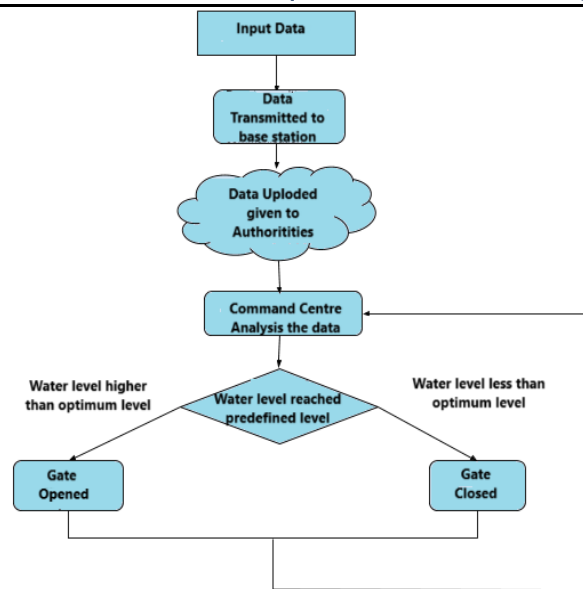 Input Data
Data
Transmitted to
base station
Data Uploded
given to
Authoritities
Command Centre
Analysis the data
Water level higher
than optimum level
Water level reached
predefined level
Water level less than
optimum level
Gate
Opened
Gate
Closed